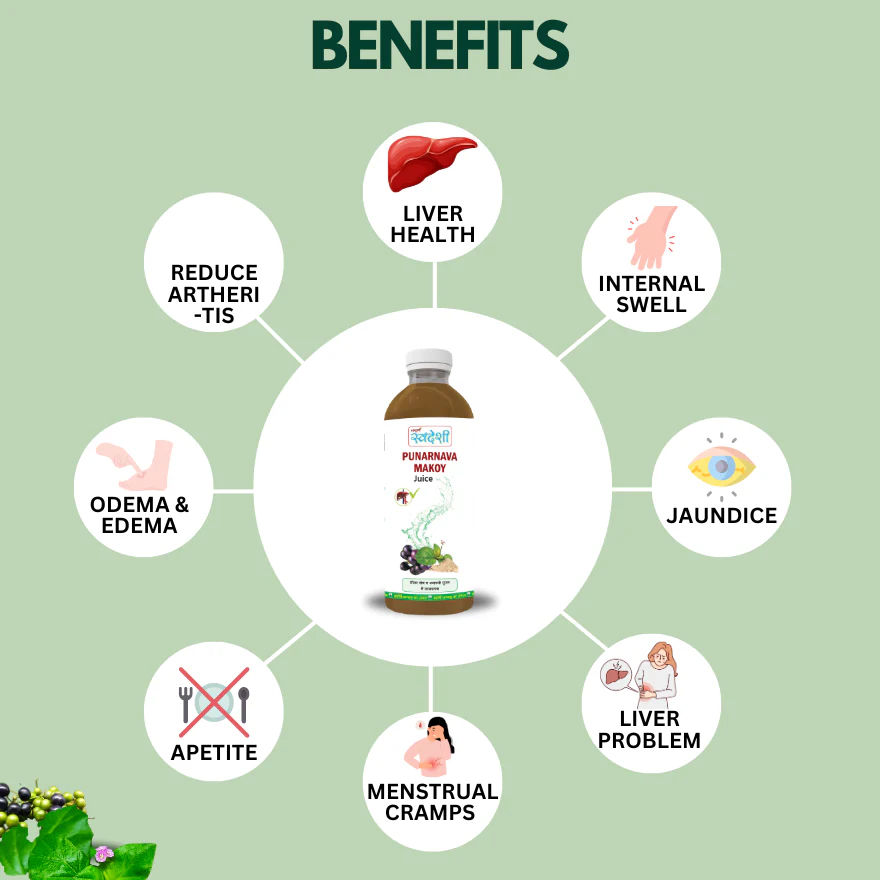 BENEFITS
LIVER
HEALTH
INTERNAL
SWELL
JAUNDICE
LIVER
PROBLEM
MENSTRUAL
CRAMPS
APETITE
ODEMA &
EDEMA
REDUCE
ARTHERI
-TIS
स्वदेशी
PUNARNAVA
MAKOY
Juice